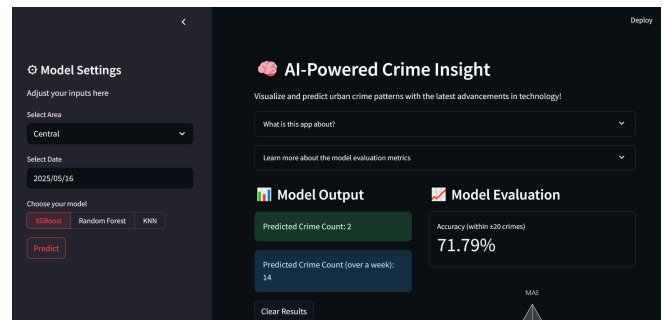 Deploy
⚙ Model Settings
Adjust your inputs here
Select Area
Central
Select Date
2025/05/16
Choose your model
XGBoost Random Forest KNN
Predict
🧠 AI-Powered Crime Insight
Visualize and predict urban crime patterns with the latest advancements in technology!
What is this app about?
Learn more about the model evaluation metrics
📊 Model Output
Predicted Crime Count: 2
Predicted Crime Count (over a week):
14
Clear Results
📈 Model Evaluation
Accuracy (within ±20 crimes)
71.79%
MAE